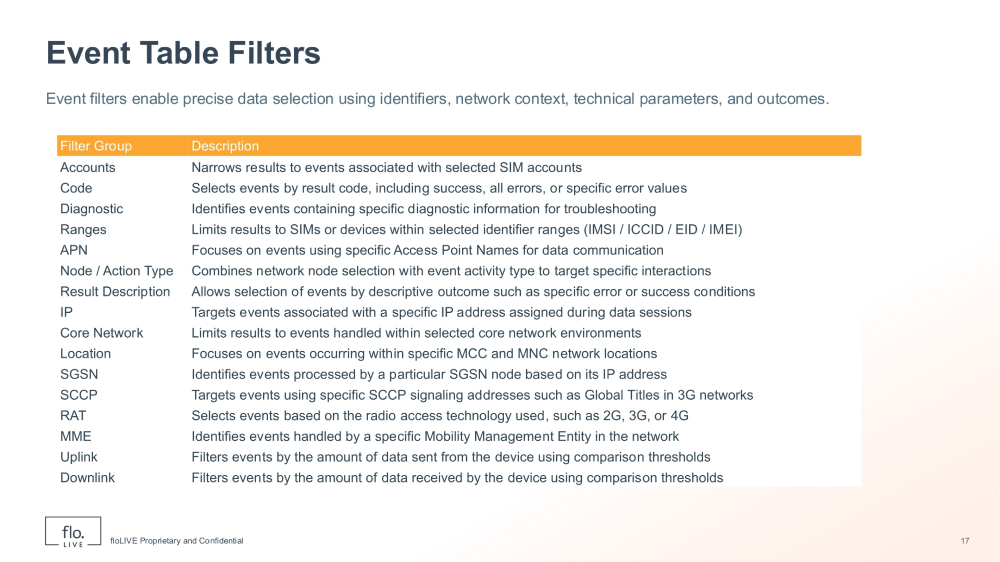 Event Table Filters
Event filters enable precise data selection using identifiers, network context, technical parameters, and outcomes.
Filter Group Description
Accounts Narrows results to events associated with selected SIM accounts
Code Selects events by result code, including success, all errors, or specific error values
Diagnostic Identifies events containing specific diagnostic information for troubleshooting
Ranges Limits results to SIMs or devices within selected identifier ranges (IMSI / ICCID / EID / IMEI)
APN Focuses on events using specific Access Point Names for data communication
Node / Action Type Combines network node selection with event activity type to target specific interactions
Result Description Allows selection of events by descriptive outcome such as specific error or success conditions
IP Targets events associated with a specific IP address assigned during data sessions
Core Network Limits results to events handled within selected core network environments
Location Focuses on events occurring within specific MCC and MNC network locations
SGSN Identifies events processed by a particular SGSN node based on its IP address
SCCP Targets events using specific SCCP signaling addresses such as Global Titles in 3G networks
RAT Selects events based on the radio access technology used, such as 2G, 3G, or 4G
MME Identifies events handled by a specific Mobility Management Entity in the network
Uplink Filters events by the amount of data sent from the device using comparison thresholds
Downlink Filters events by the amount of data received by the device using comparison thresholds
flo.
LIVE
floLIVE Proprietary and Confidential
17